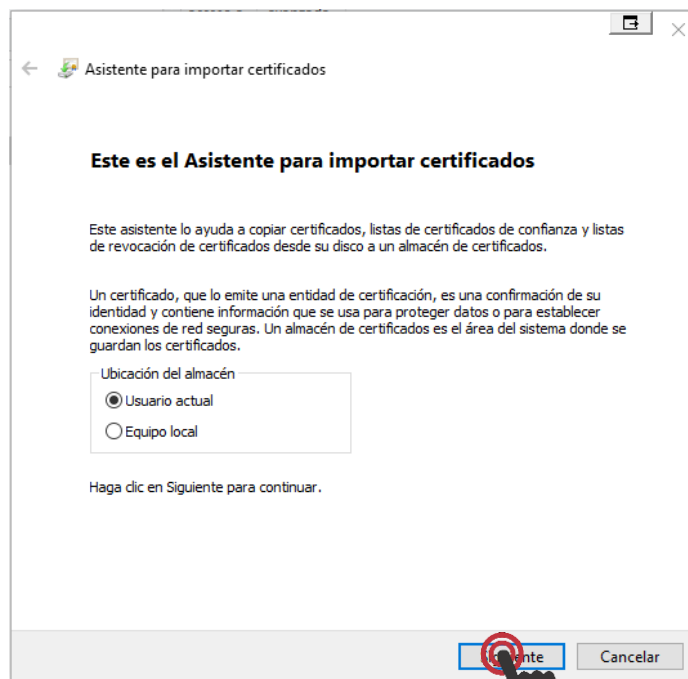 Asistente para importar certificados
Este es el Asistente para importar certificados
Este asistente lo ayuda a copiar certificados, listas de certificados de confianza y listas
de revocación de certificados desde su disco a un almacén de certificados.
Un certificado, que lo emite una entidad de certificación, es una confirmación de su
identidad y contiene información que se usa para proteger datos o para establecer
conexiones de red seguras. Un almacén de certificados es el área del sistema donde se
guardan los certificados.
Ubicación del almacén
Usuario actual
Equipo local
Haga clic en Siguiente para continuar.
Cancelar